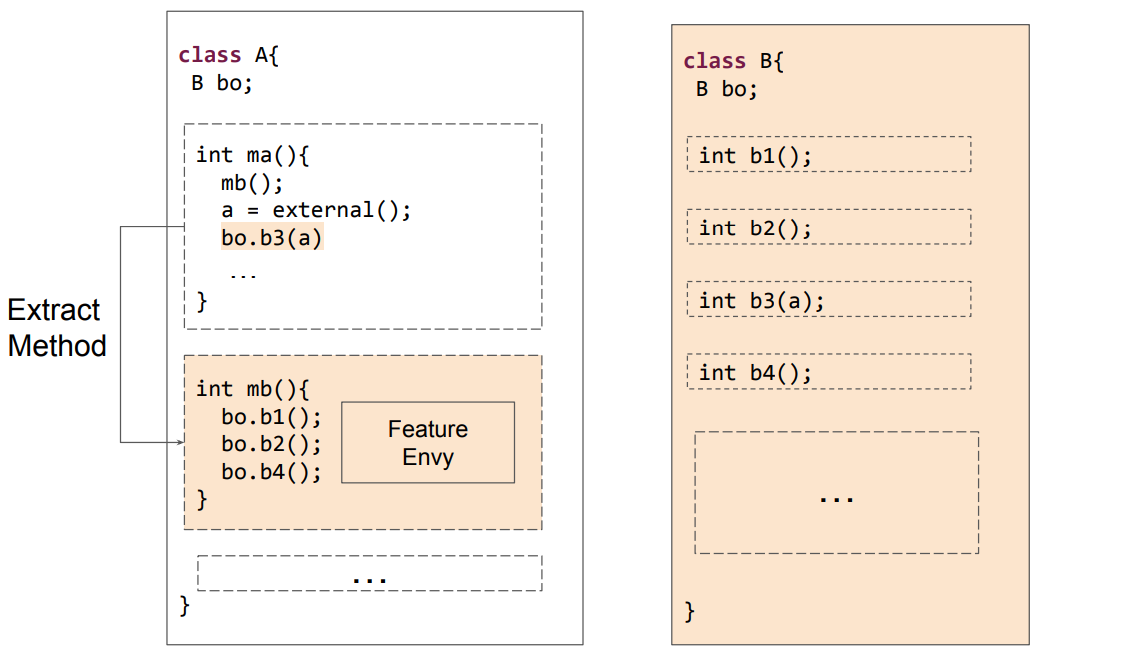 Extract
Method
class A{
B bo;
int ma(){
mb();
a = external();
bo.b3(a)
...
}
int mb(){
bo.b1();
bo.b2();
bo.b4();
}
Feature
Envy
...
}
class B{
B bo;
int b1();
int b2();
int b3(a);
int b4();
...
}